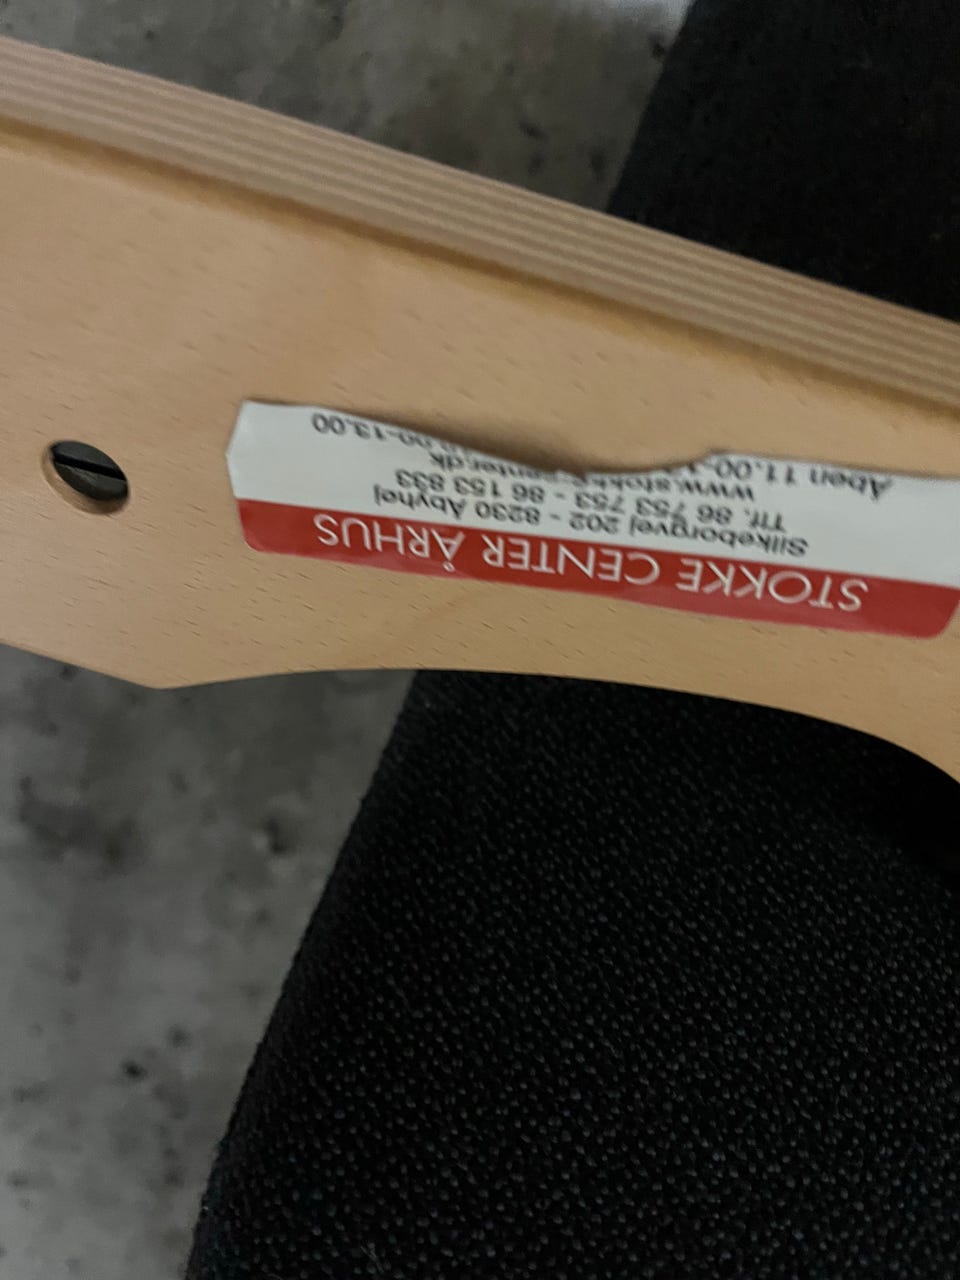 STOKKE CENTER ÅRHUS
Silkeborgvej 202 - 8230 Åbyhøj
Tlf. 86 753 753 - 86 153 833
Åben 11.00-1
-13.00